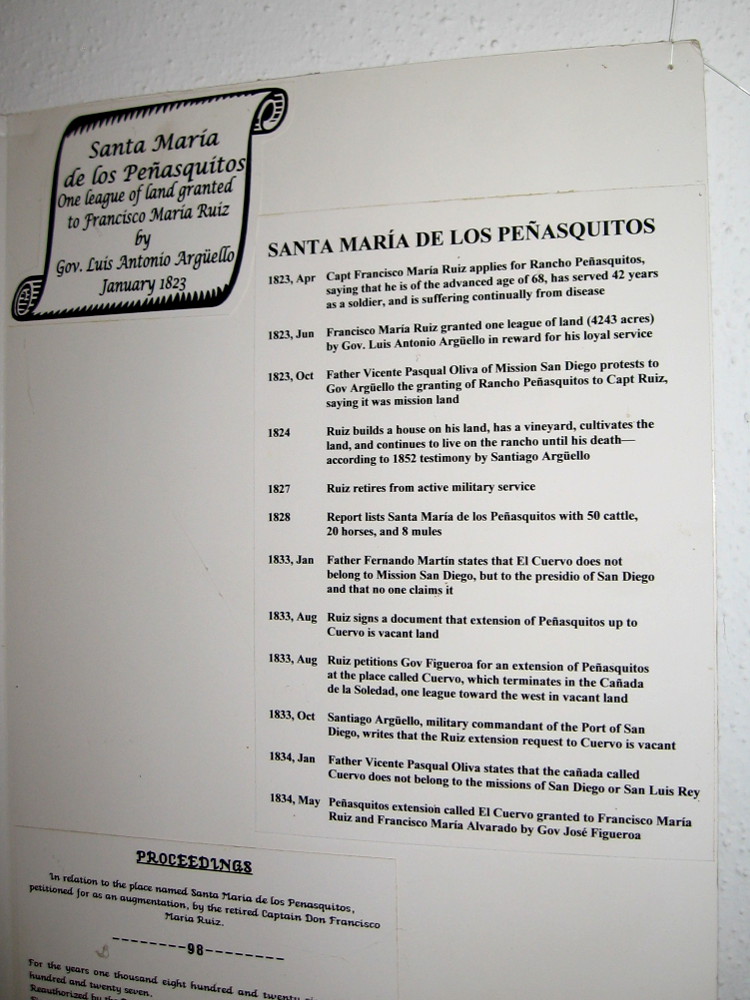 Santa María
de los Peñasquitos
One league of land granted
to Francisco María Ruiz
by
Gov. Luis Antonio Argüello
January 1823
SANTA MARÍA DE LOS PEÑASQUITOS
1823, Apr Capt Francisco María Ruiz applies for Rancho Peñasquitos,
saying that he is of the advanced age of 68, has served 42 years
as a soldier, and is suffering continually from disease
1823, Jun Francisco María Ruiz granted one league of land (4243 acres)
by Gov. Luis Antonio Argüello in reward for his loyal service
1823, Oct Father Vicente Pasqual Oliva of Mission San Diego protests to
Gov Argüello the granting of Rancho Peñasquitos to Capt Ruiz,
saying it was mission land
1824 Ruiz builds a house on his land, has a vineyard, cultivates the
land, and continues to live on the rancho until his death—
according to 1852 testimony by Santiago Argüello
1827 Ruiz retires from active military service
1828 Report lists Santa María de los Peñasquitos with 50 cattle,
20 horses, and 8 mules
1833, Jan Father Fernando Martín states that El Cuervo does not
belong to Mission San Diego, but to the presidio of San Diego
and that no one claims it
1833, Aug Ruiz signs a document that extension of Peñasquitos up to
Cuervo is vacant land
1833, Aug Ruiz petitions Gov Figueroa for an extension of Peñasquitos
at the place called Cuervo, which terminates in the Cañada
de la Soledad, one league toward the west in vacant land
1833, Oct Santiago Argüello, military commandant of the Port of San
Diego, writes that the Ruiz extension request to Cuervo is vacant
1834, Jan Father Vicente Pasqual Oliva states that the cañada called
Cuervo does not belong to the missions of San Diego or San Luis Rey
1834, May Peñasquitos extension called El Cuervo granted to Francisco María
Ruiz and Francisco María Alvarado by Gov José Figueroa
PROCEEDINGS
In relation to the place named Santa Maria de los Penasquitos,
petitioned for as an augmentation, by the retired Captain Don Francisco
Maria Ruiz.
--------98--------
For the years one thousand eight hundred and twenty
hundred and twenty seven.
Reauthorized by the